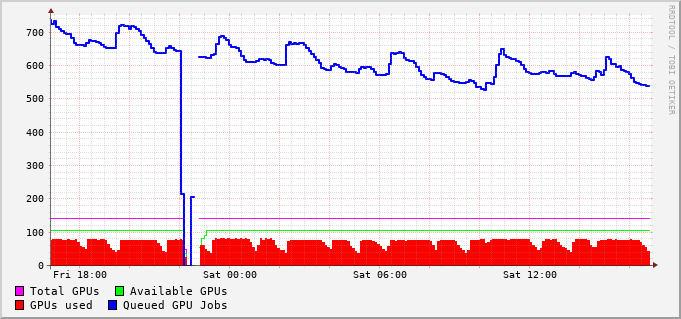 RRDTOOL / TOBI OETIKER
700
600
500
400
300
200
100
0
Fri 18:00 Sat 00:00 Sat 06:00 Sat 12:00
Total GPUs Available GPUs
GPUs used Queued GPU Jobs